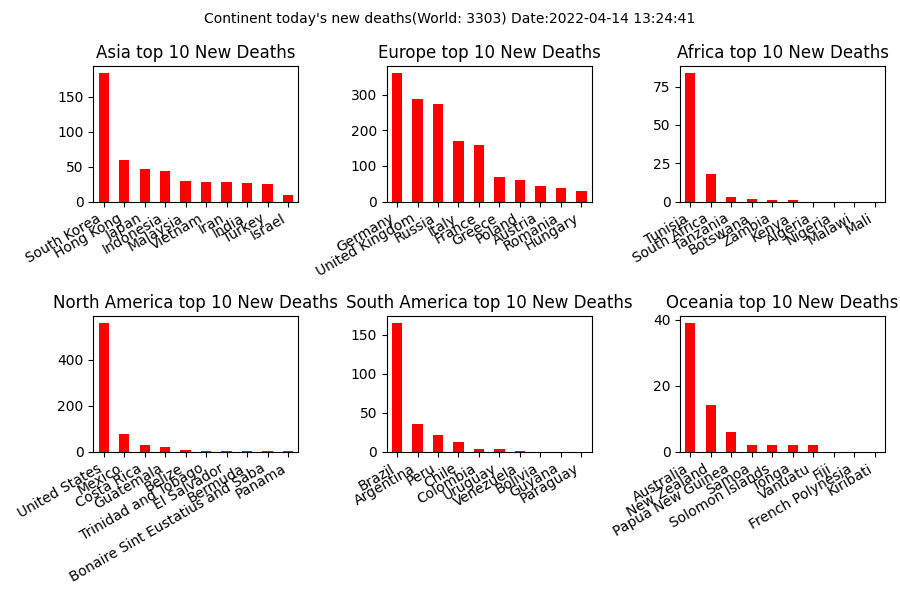 Continent today's new deaths(World: 3303) Date:2022-04-14 13:24:41
Asia top 10 New Deaths
150
100
50
0
South Korea
Hong Kong
Japan
Indonesia
Malaysia
Vietnam
Iran
India
Turkey
Israel
Europe top 10 New Deaths
300
200
100
0
Germany
United Kingdom
Russia
Italy
France
Greece
Poland
Austria
Romania
Hungary
Africa top 10 New Deaths
75
50
25
0
Tunisia
South Africa
Tanzania
Botswana
Zambia
Kenya
Algeria
Nigeria
Malawi
Mali
North America top 10 New Deaths
400
200
0
United States
Mexico
Costa Rica
Guatemala
Belize
Trinidad and Tobago
El Salvador
Bermuda
Bonaire Sint Eustatius and Saba
Panama
South America top 10 New Deaths
150
100
50
0
Brazil
Argentina
Peru
Chile
Colombia
Uruguay
Venezuela
Bolivia
Guyana
Paraguay
Oceania top 10 New Deaths
40
20
0
Australia
New Zealand
Papua New Guinea
Samoa
Solomon Islands
Tonga
Vanuatu
Fiji
French Polynesia
Kiribati